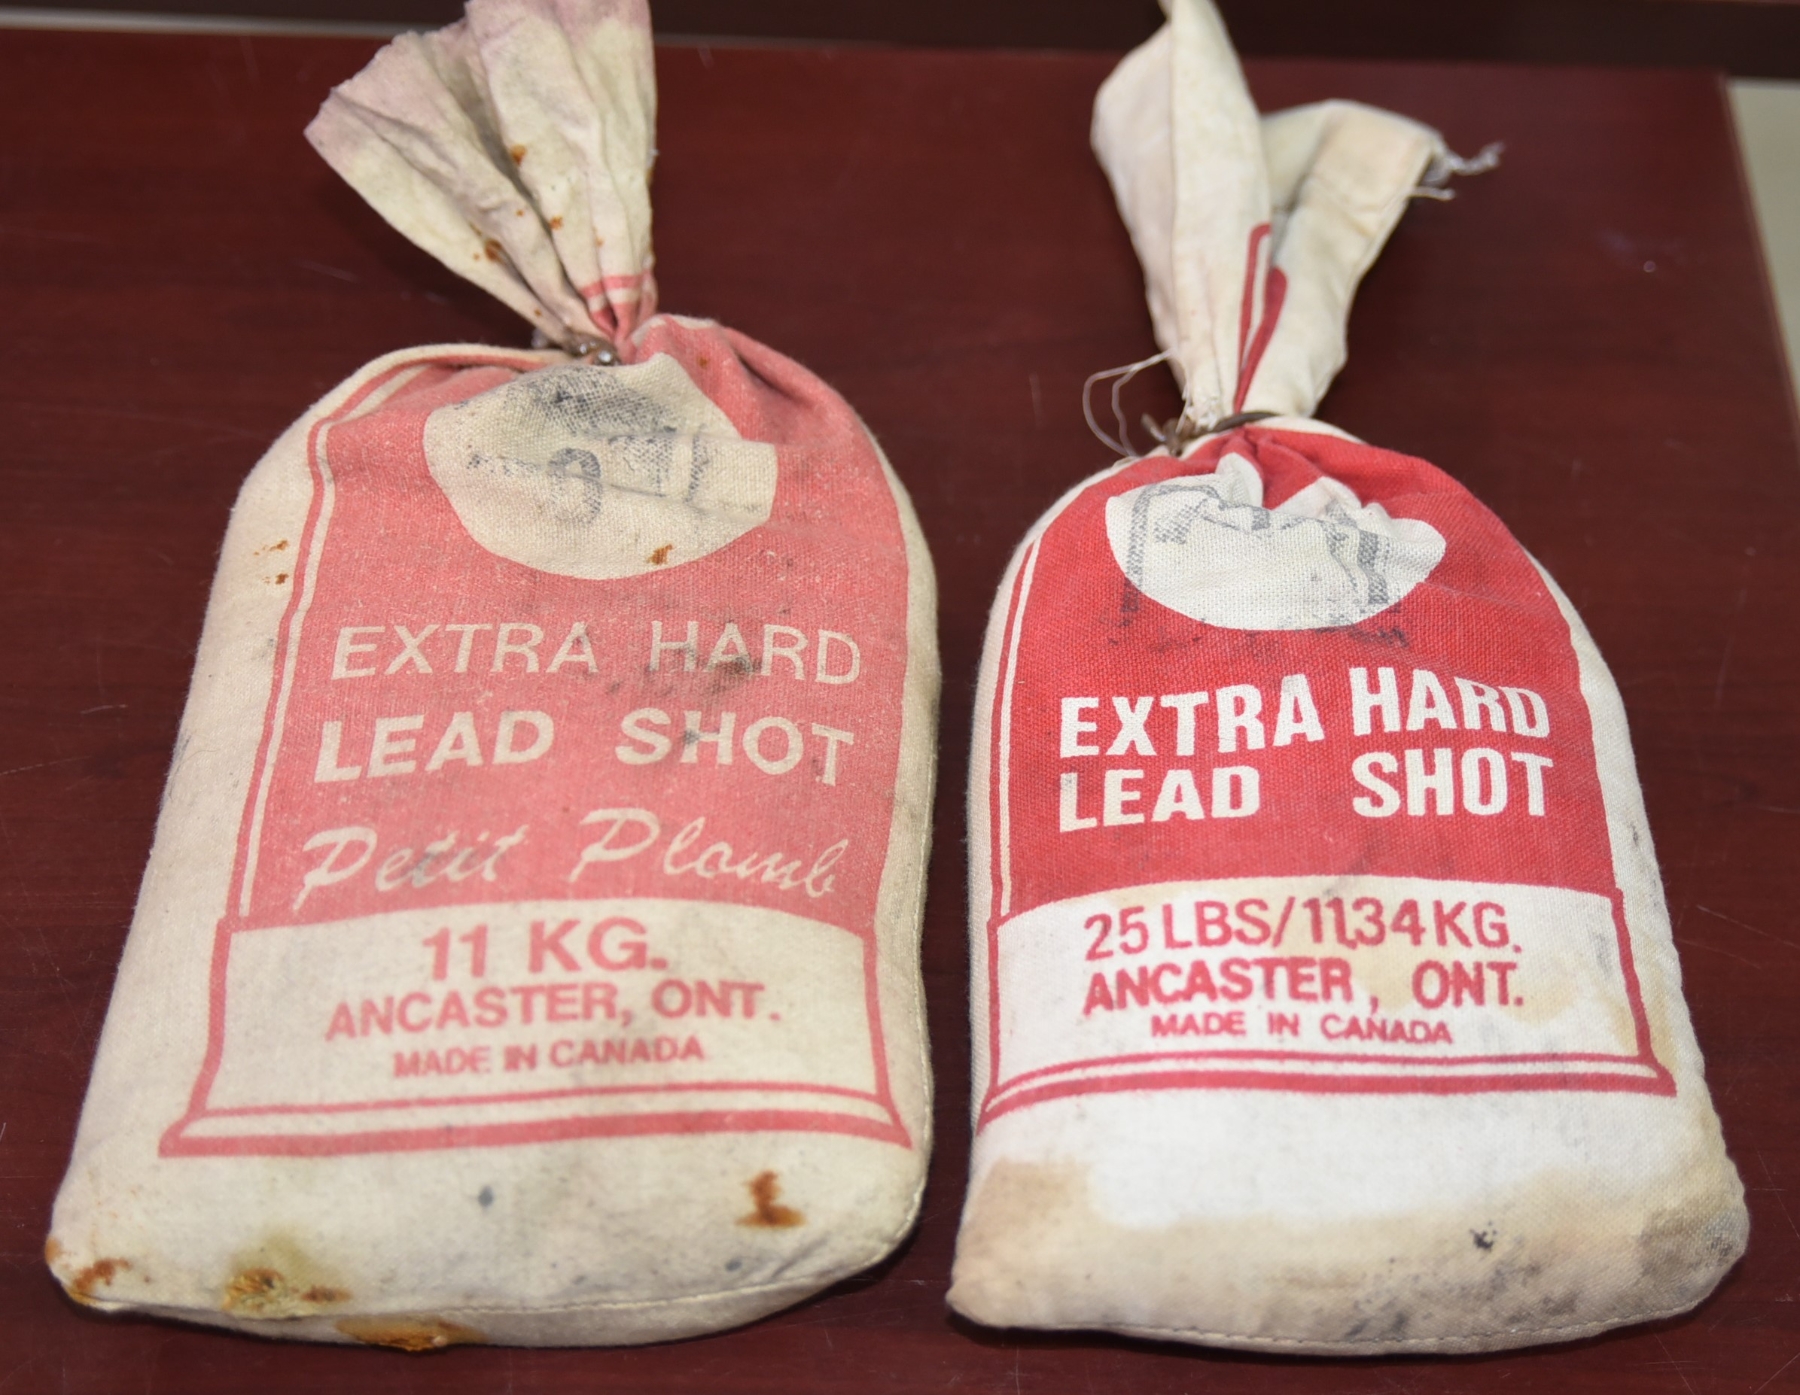 EXTRA HARD
LEAD SHOT
Petit Plomb
11 KG.
ANCASTER, ONT.
MADE IN CANADA
EXTRA HARD
LEAD SHOT
25 LBS/11,34 KG.
ANCASTER, ONT.
MADE IN CANADA